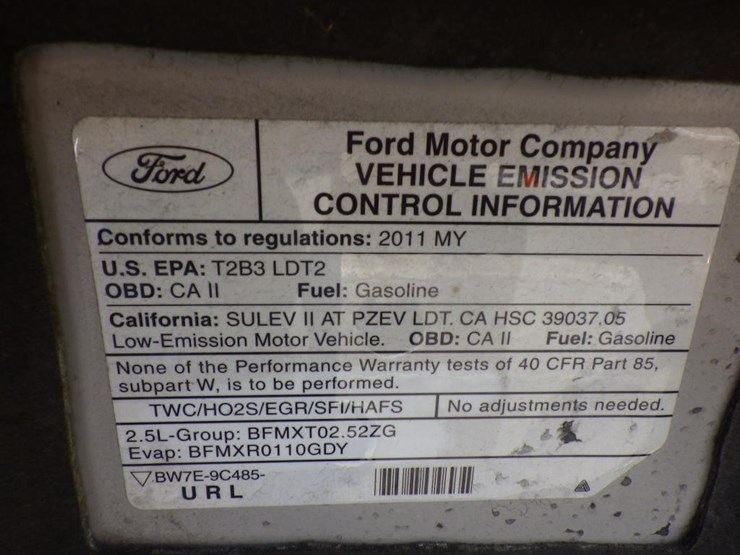 Ford
Ford Motor Company
VEHICLE EMISSION
CONTROL INFORMATION
Conforms to regulations: 2011 MY
U.S. EPA: T2B3 LDT2
OBD: CA II Fuel: Gasoline
California: SULEV II AT PZEV LDT. CA HSC 39037.05
Low-Emission Motor Vehicle. OBD: CA II Fuel: Gasoline
None of the Performance Warranty tests of 40 CFR Part 85,
subpart W, is to be performed.
TWC/HO2S/EGR/SFI/HAFS No adjustments needed.
2.5L-Group: BFMXT02.52ZG
Evap: BFMXR0110GDY
BW7E-9C485-
URL